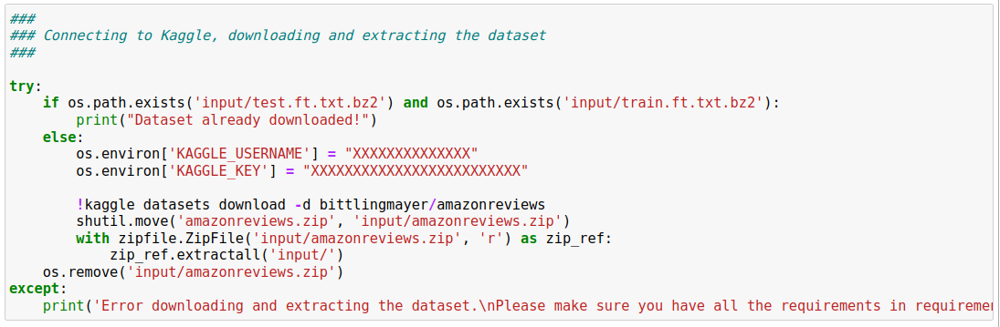 ###
### Connecting to Kaggle, downloading and extracting the dataset
###
try:
    if os.path.exists('input/test.ft.txt.bz2') and os.path.exists('input/train.ft.txt.bz2'):
        print("Dataset already downloaded!")
    else:
        os.environ['KAGGLE_USERNAME'] = "XXXXXXXXXXXXXX"
        os.environ['KAGGLE_KEY'] = "XXXXXXXXXXXXXXXXXXXXXXXXX"
        !kaggle datasets download -d bittlingmayer/amazonreviews
        shutil.move('amazonreviews.zip', 'input/amazonreviews.zip')
        with zipfile.ZipFile('input/amazonreviews.zip', 'r') as zip_ref:
            zip_ref.extractall('input/')
    os.remove('input/amazonreviews.zip')
except:
    print('Error downloading and extracting the dataset.\nPlease make sure you have all the requirements in